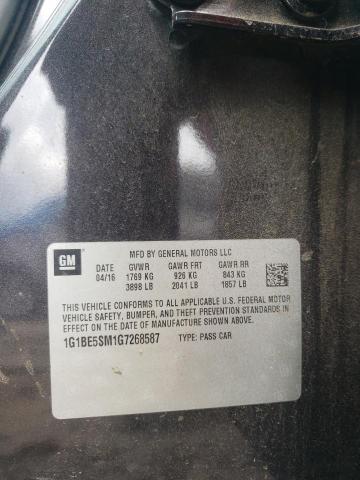 GM
MFD BY GENERAL MOTORS LLC
DATE GVWR GAWR FRT GAWR RR
04/16 1769 KG 926 KG 843 KG
3898 LB 2041 LB 1857 LB
THIS VEHICLE CONFORMS TO ALL APPLICABLE U.S. FEDERAL MOTOR
VEHICLE SAFETY, BUMPER, AND THEFT PREVENTION STANDARDS
IN EFFECT ON THE DATE OF MANUFACTURE SHOWN ABOVE.
1G1BE5SM1G7268587 TYPE: PASS CAR